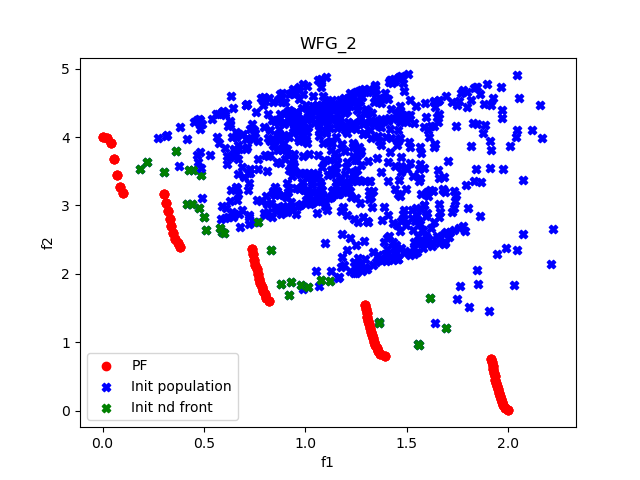 WFG_2
5
4
3
2
1
0
f2
PF
Init population
Init nd front
0.0 0.5 1.0 1.5 2.0
f1